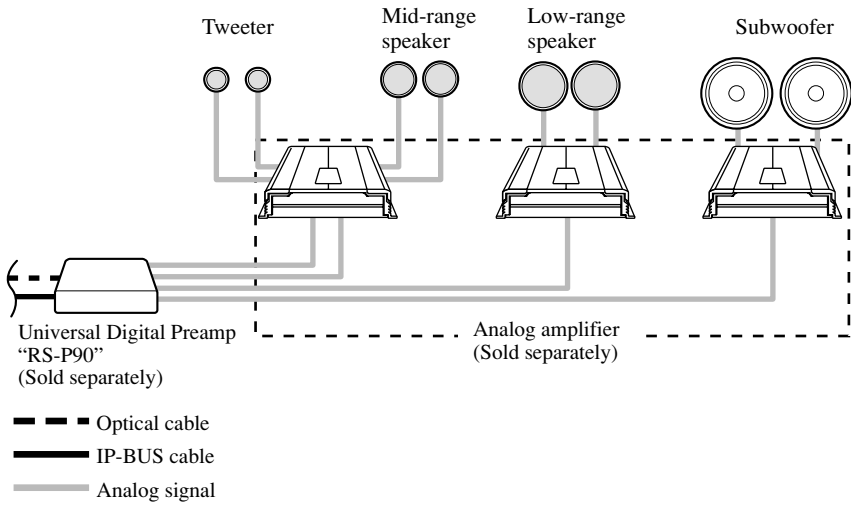 Tweeter
Mid-range
speaker
Low-range
speaker
Subwoofer
Universal Digital Preamp
“RS-P90”
(Sold separately)
Analog amplifier
(Sold separately)
Optical cable
IP-BUS cable
Analog signal